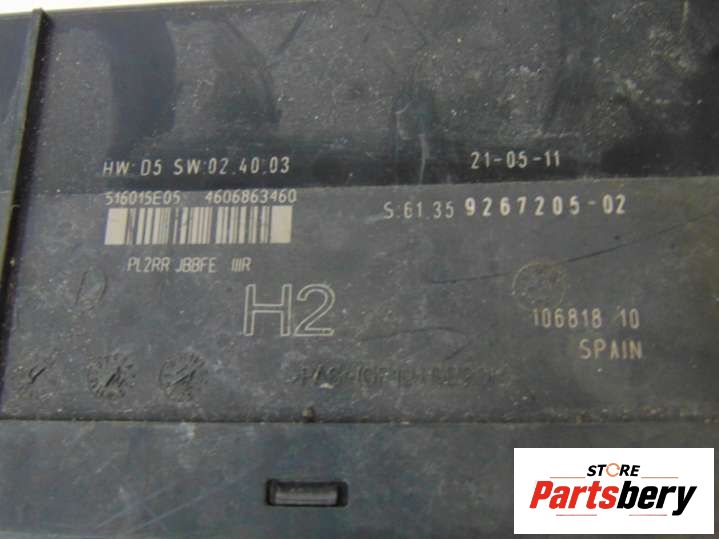 HW: D5 SW:02.40.03
21-05-11
516015E05 4606863460
S:61.35 9267205-02
PL2RR JBBFE IIIR
H2
106818 10
SPAIN
STORE
Partsbery